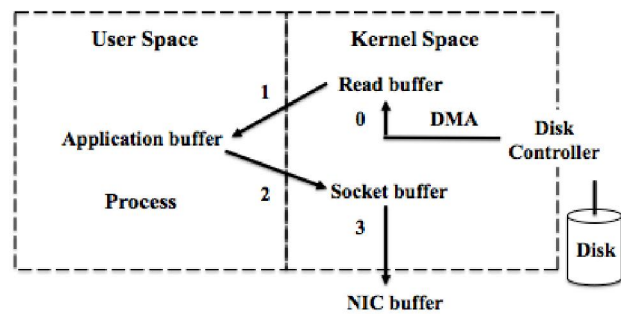 User Space
Kernel Space
1
Read buffer
0
DMA
Application buffer
Disk
Controller
Process
2
Socket buffer
3
Disk
NIC buffer